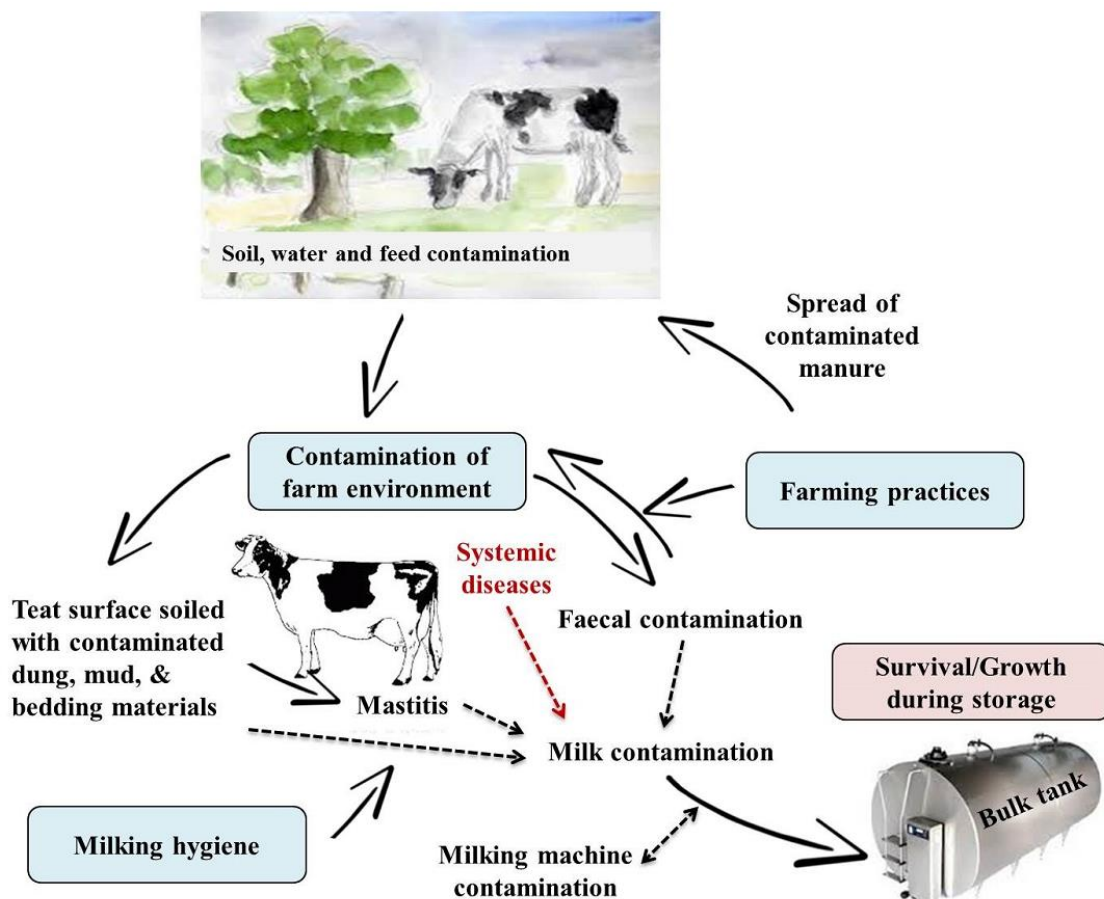 Soil, water and feed contamination
Spread of
contaminated
manure
Contamination of
farm environment
Farming practices
Systemic
diseases
Teat surface soiled
with contaminated
dung, mud, &
bedding materials
Faecal contamination
Survival/Growth
during storage
Mastitis
Milk contamination
Bulk tank
Milking hygiene
Milking machine
contamination